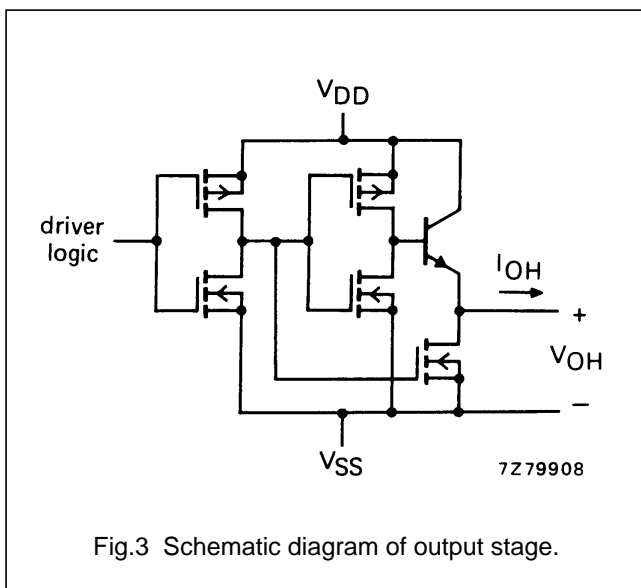 VDD
driver
logic
IOH
+
VOH
−
VSS
7Z79908
Fig.3 Schematic diagram of output stage.